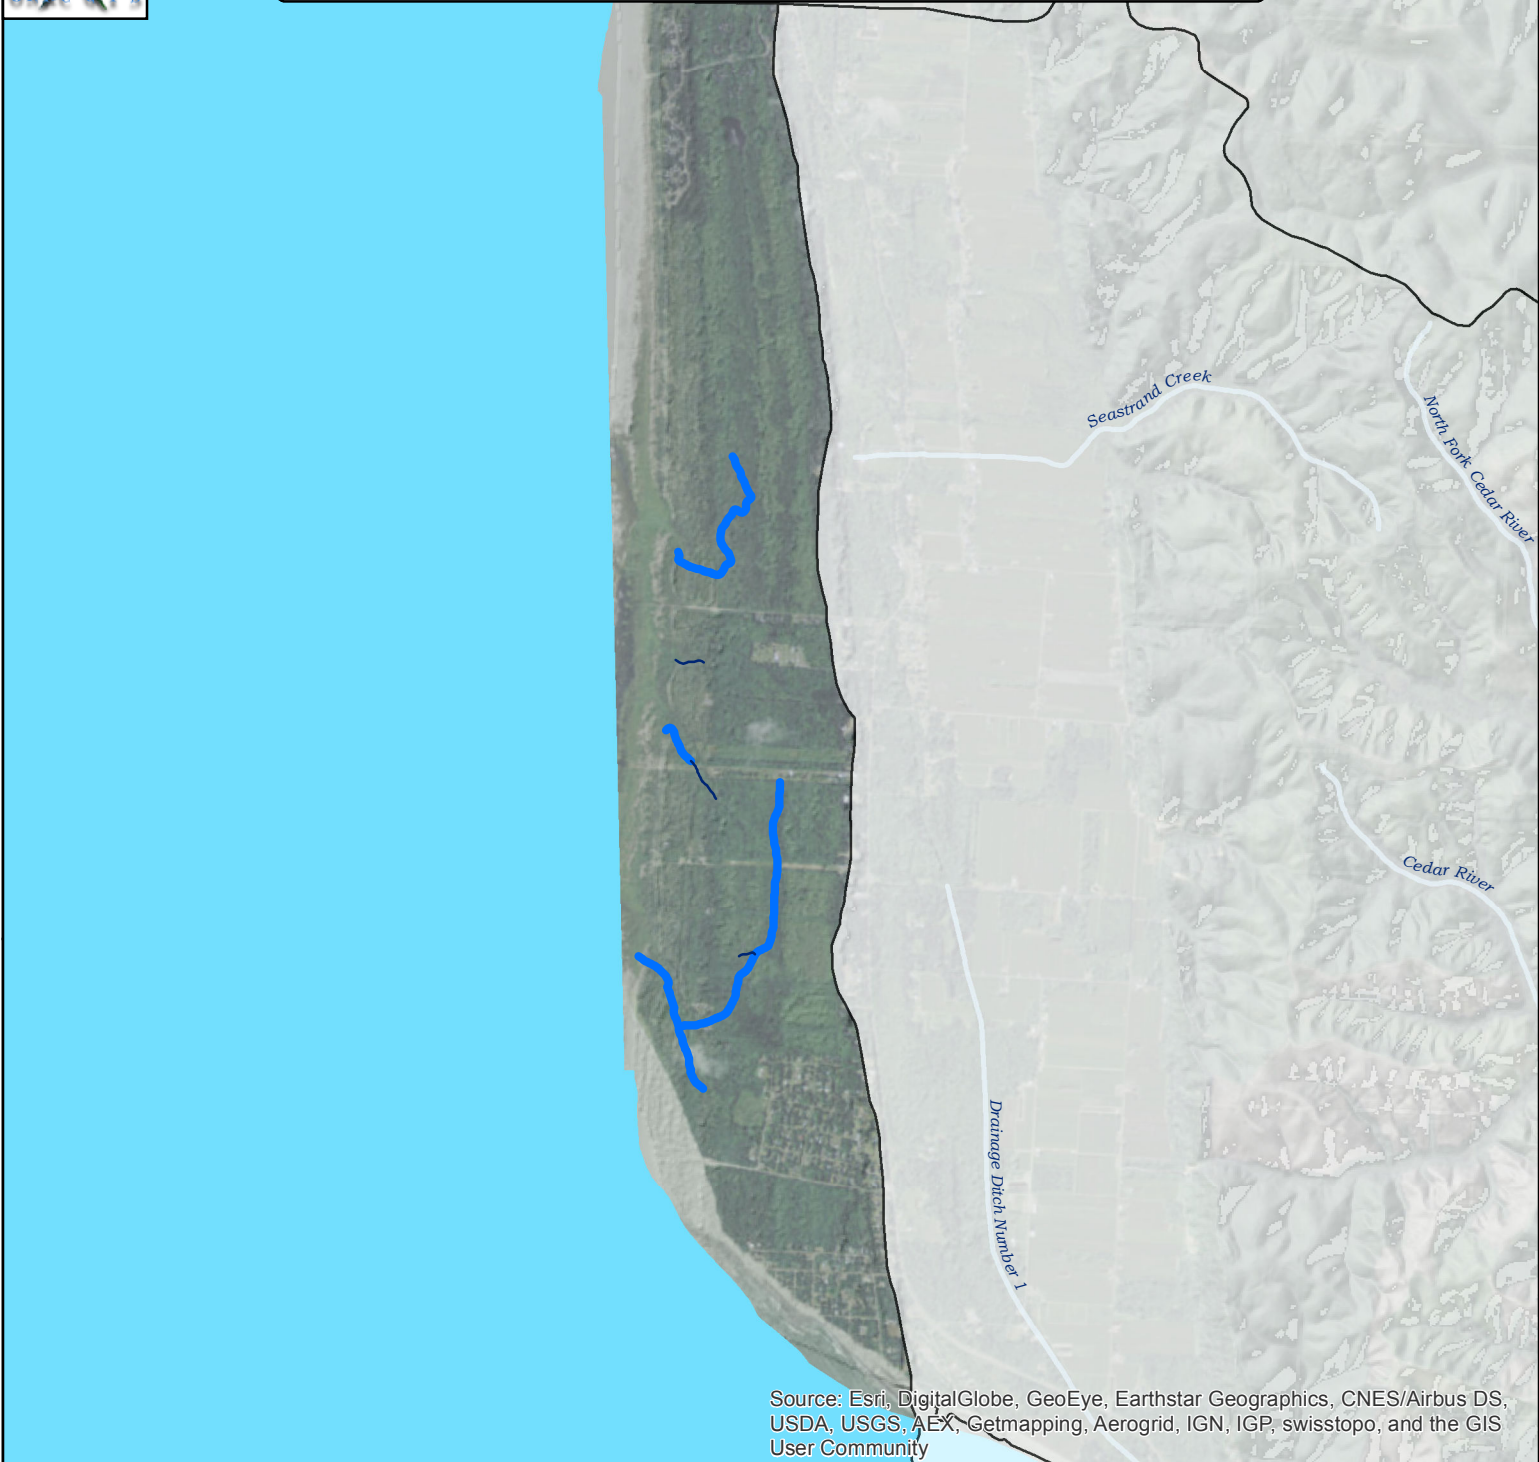 Seastrand Creek
North Fork Cedar River
Cedar River
Drainage Ditch Number 1
Source: Esri, DigitalGlobe, GeoEye, Earthstar Geographics, CNES/Airbus DS,
USDA, USGS, AEX, Getmapping, Aerogrid, IGN, IGP, swisstopo, and the GIS
User Community